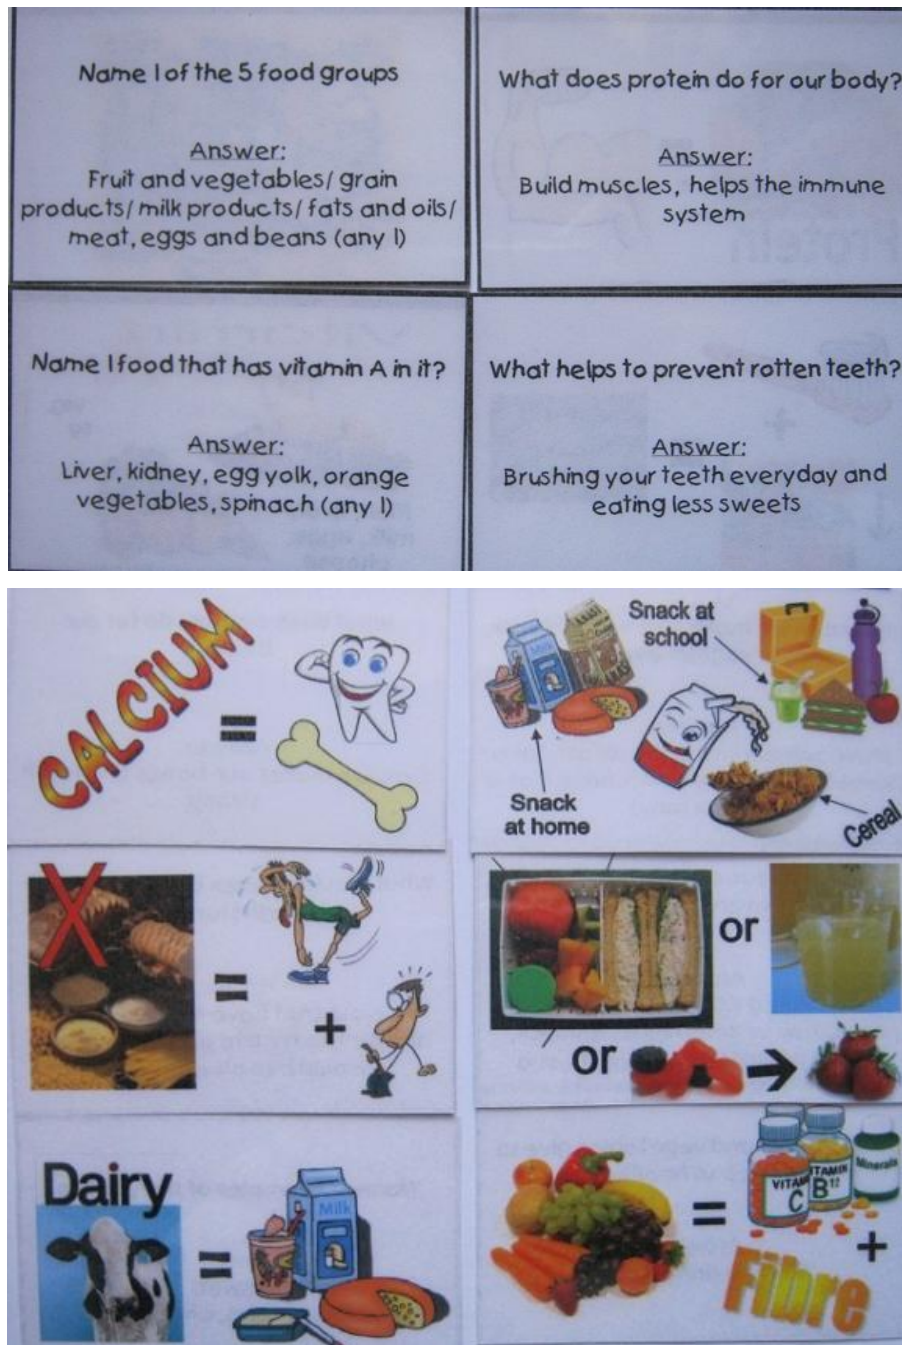 Name 1 of the 5 food groups
Answer:
Fruit and vegetables/ grain
products/ milk products/ fats and oils/
meat, eggs and beans (any 1)
What does protein do for our body?
Answer:
Build muscles, helps the immune
system
Name 1 food that has vitamin A in it?
Answer:
Liver, kidney, egg yolk, orange
vegetables, spinach (any 1)
What helps to prevent rotten teeth?
Answer:
Brushing your teeth everyday and
eating less sweets
CALCIUM
=
Snack at
school
Milk
Snack
at home
Cereal
X
=
+
or
or
Dairy
=
Milk
=
VITAMIN
C
VITAMIN
B12
Minerals
+
Fibre